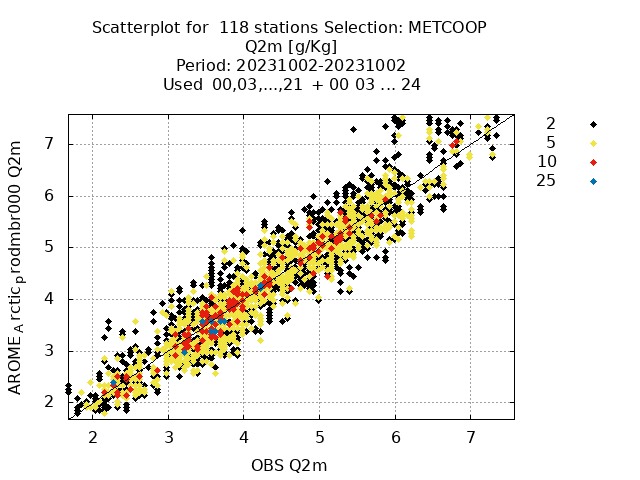 Scatterplot for  118 stations Selection: METCOOP
Q2m [g/Kg]
Period: 20231002-20231002
Used  00,03,...,21  + 00 03 ... 24
2
5
10
25
7
6
5
4
3
2
AROME_Arctic_prodmbr000 Q2m
2 3 4 5 6 7
OBS Q2m